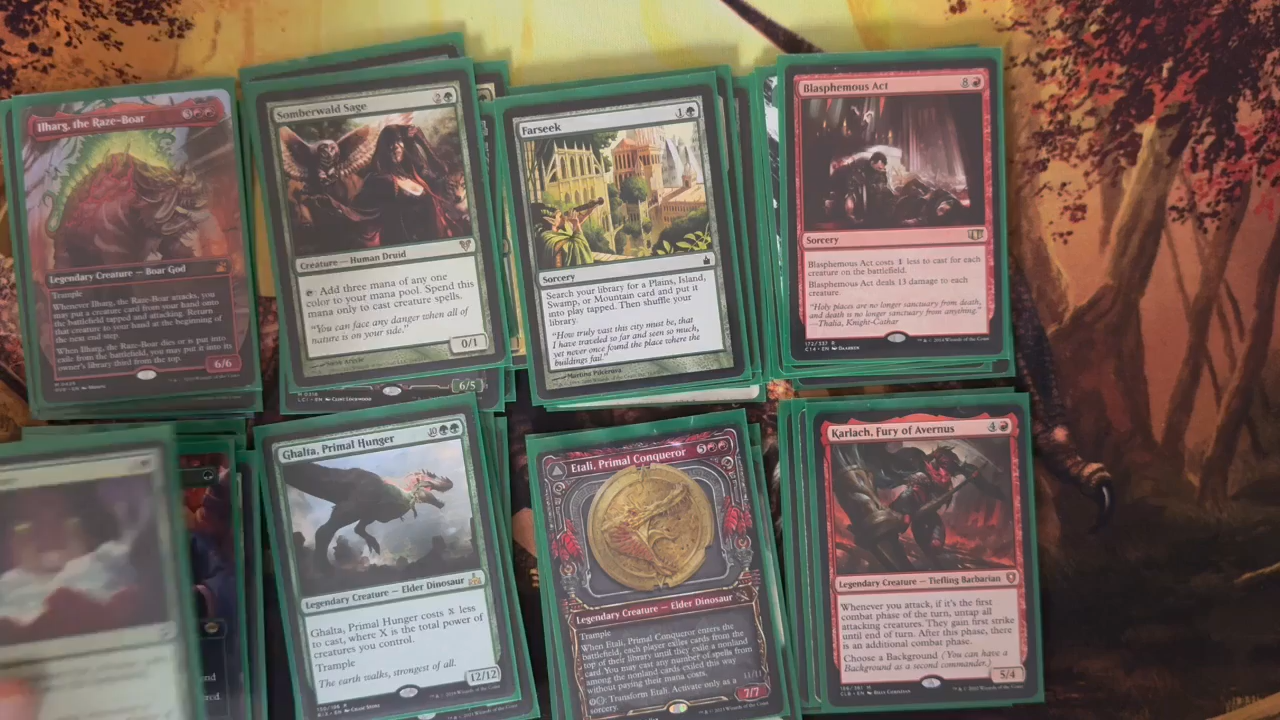 Ilharg, the Raze-Boar
Legendary Creature — Boar God
Trample
Whenever Ilharg, the Raze-Boar attacks, you
may put a creature card from your hand onto
the battlefield tapped and attacking. Return
that creature to your hand at the beginning of
the next end step.
When Ilharg, the Raze-Boar dies or is put into
exile from the battlefield, you may put it into its
owner's library third from the top.
6/6
Somberwald Sage
2
Creature — Human Druid
: Add three mana of any one
color to your mana pool. Spend this
mana only to cast creature spells.
"You can face any danger when all of
nature is on your side."
0/1
6/5
Farseek
1
Sorcery
Search your library for a Plains, Island,
Swamp, or Mountain card and put it
into play tapped. Then shuffle your
library.
"How truly vast this city must be, that
I have traveled so far and seen so much,
yet never once found the place where the
buildings fail."
Martina Pilcerova
Blasphemous Act
8
Sorcery
Blasphemous Act costs 1 less to cast for each
creature on the battlefield.
Blasphemous Act deals 13 damage to each
creature.
"Holy places are no longer sanctuary from death,
and death is no longer sanctuary from anything."
—Thalia, Knight-Cathar
172/337 R
Ghalta, Primal Hunger
10
Legendary Creature — Elder Dinosaur
Ghalta, Primal Hunger costs X less
to cast, where X is the total power of
creatures you control.
Trample
The earth walks, strongest of all.
12/12
Etali, Primal Conqueror
5
Legendary Creature — Elder Dinosaur
Trample
When Etali, Primal Conqueror enters the
battlefield, each player exiles cards from the
top of their library until they exile a nonland
card. You may cast any number of spells from
among the nonland cards exiled this way
without paying their mana costs.
: Transform Etali. Activate only as a
sorcery.
11/11
7/7
Karlach, Fury of Avernus
4
Legendary Creature — Tiefling Barbarian
Whenever you attack, if it's the first
combat phase of the turn, untap all
attacking creatures. They gain first strike
until end of turn. After this phase, there
is an additional combat phase.
Choose a Background (You can have a
Background as a second commander.)
5/4